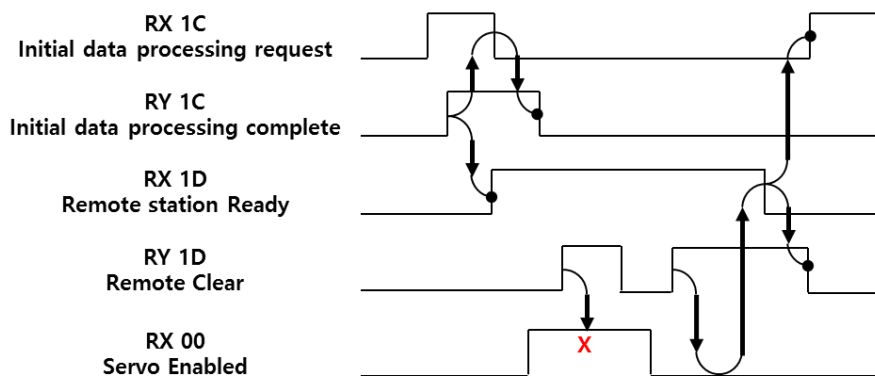 RX 1C
Initial data processing request
RY 1C
Initial data processing complete
RX 1D
Remote station Ready
RY 1D
Remote Clear
RX 00
Servo Enabled
X